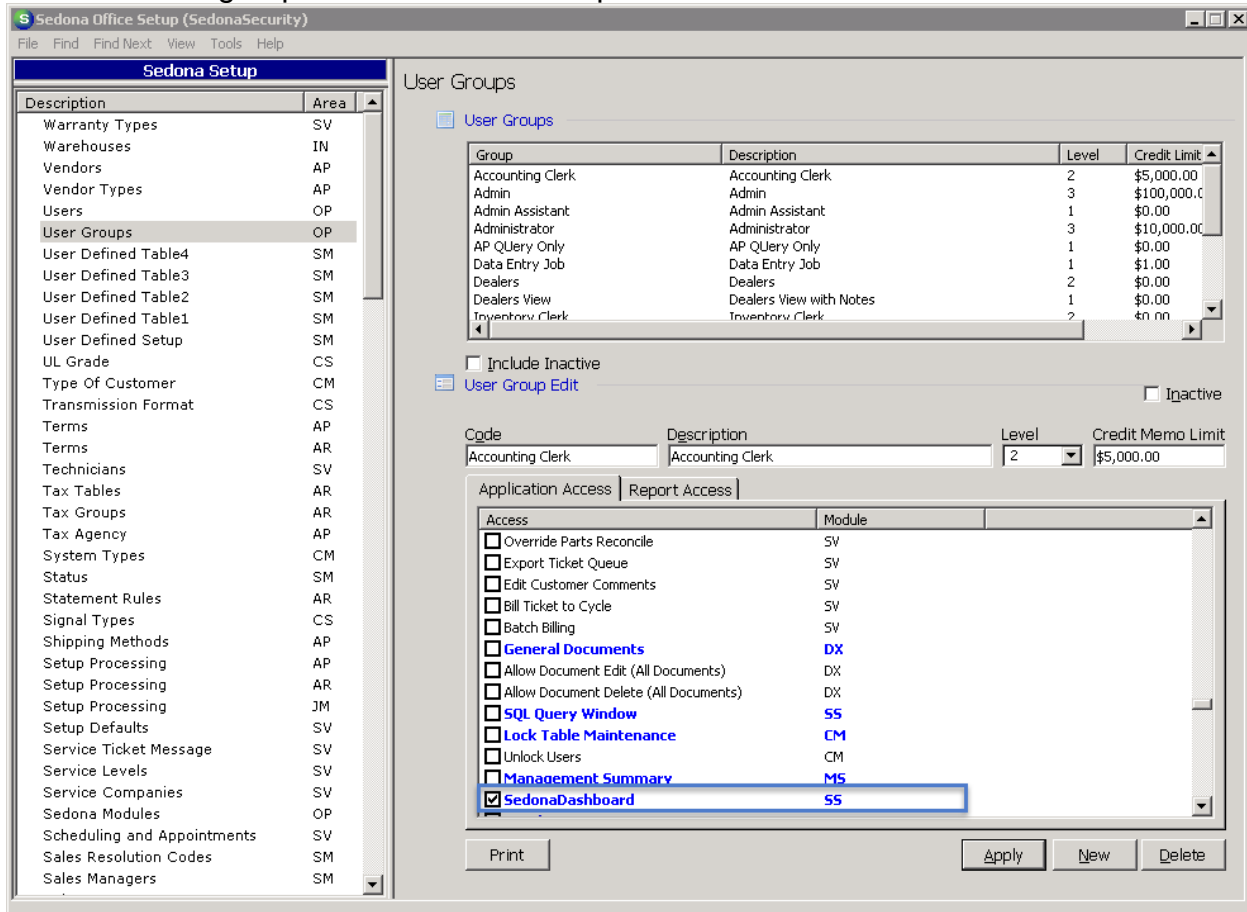 Sedona Office Setup (SedonaSecurity)
File Find Find Next View Tools Help
Sedona Setup
Description Area
Warranty Types SV
Warehouses IN
Vendors AP
Vendor Types AP
Users OP
User Groups OP
User Defined Table4 SM
User Defined Table3 SM
User Defined Table2 SM
User Defined Table1 SM
User Defined Setup SM
UL Grade CS
Type Of Customer CM
Transmission Format CS
Terms AP
Terms AR
Technicians SV
Tax Tables AR
Tax Groups AR
Tax Agency AP
System Types CM
Status SM
Statement Rules AR
Signal Types CS
Shipping Methods AP
Setup Processing AP
Setup Processing AR
Setup Processing JM
Setup Defaults SV
Service Ticket Message SV
Service Levels SV
Service Companies SV
Sedona Modules OP
Scheduling and Appointments SV
Sales Resolution Codes SM
Sales Managers SM
User Groups
User Groups
Group Description Level Credit Limit
Accounting Clerk Accounting Clerk 2 $5,000.00
Admin Admin 3 $100,000.0
Admin Assistant Admin Assistant 1 $0.00
Administrator Administrator 3 $10,000.00
AP QUery Only AP QUery Only 1 $0.00
Data Entry Job Data Entry Job 1 $1.00
Dealers Dealers 2 $0.00
Dealers View Dealers View with Notes 1 $0.00
Inventory Clerk Inventory Clerk 2 $0.00
Include Inactive
User Group Edit
Inactive
Code Description Level Credit Memo Limit
Accounting Clerk Accounting Clerk 2 $5,000.00
Application Access Report Access
Access Module
Override Parts Reconcile SV
Export Ticket Queue SV
Edit Customer Comments SV
Bill Ticket to Cycle SV
Batch Billing SV
General Documents DX
Allow Document Edit (All Documents) DX
Allow Document Delete (All Documents) DX
SQL Query Window SS
Lock Table Maintenance CM
Unlock Users CM
Management Summary MS
SedonaDashboard SS
Print Apply New Delete